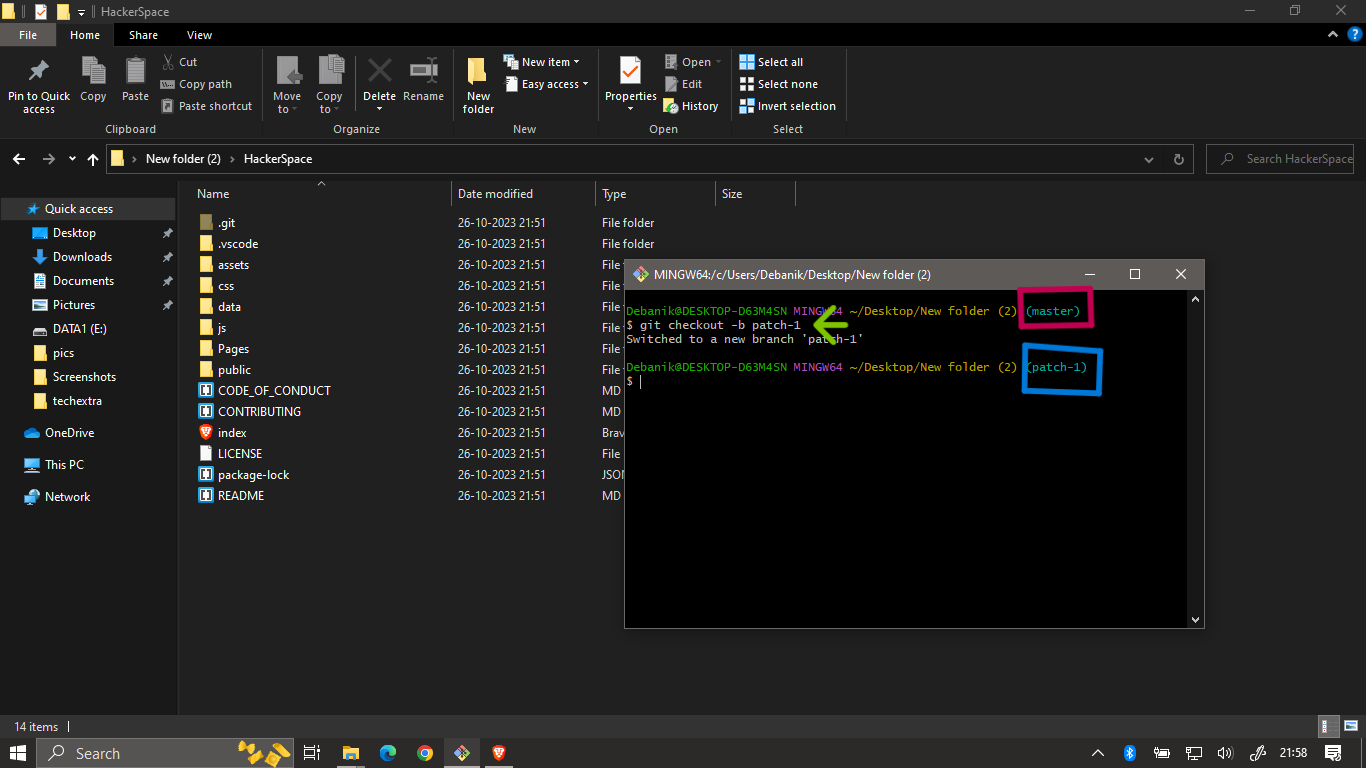 HackerSpace
File Home Share View
Pin to Quick access
Copy
Paste
Cut
Copy path
Paste shortcut
Clipboard
Move to
Copy to
Delete
Rename
Organize
New folder
New item
Easy access
New
Properties
Open
Edit
History
Open
Select all
Select none
Invert selection
Select
New folder (2) › HackerSpace
Search HackerSpace
Name Date modified Type Size
Quick access
Desktop
Downloads
Documents
Pictures
DATA1 (E:)
pics
Screenshots
techextra
OneDrive
This PC
Network
.git 26-10-2023 21:51 File folder
.vscode 26-10-2023 21:51 File folder
assets 26-10-2023 21:51 File
css 26-10-2023 21:51 File
data 26-10-2023 21:51 File
js 26-10-2023 21:51 File
Pages 26-10-2023 21:51 File
public 26-10-2023 21:51 File
CODE_OF_CONDUCT 26-10-2023 21:51 MD
CONTRIBUTING 26-10-2023 21:51 MD
index 26-10-2023 21:51 Brav
LICENSE 26-10-2023 21:51 File
package-lock 26-10-2023 21:51 JSON
README 26-10-2023 21:51 MD
MINGW64:/c/Users/Debanik/Desktop/New folder (2)
Debanik@DESKTOP-D63M4SN MINGW64 ~/Desktop/New folder (2) (master)
$ git checkout -b patch-1
Switched to a new branch 'patch-1'
Debanik@DESKTOP-D63M4SN MINGW64 ~/Desktop/New folder (2) (patch-1)
$
14 items
Search
21:58